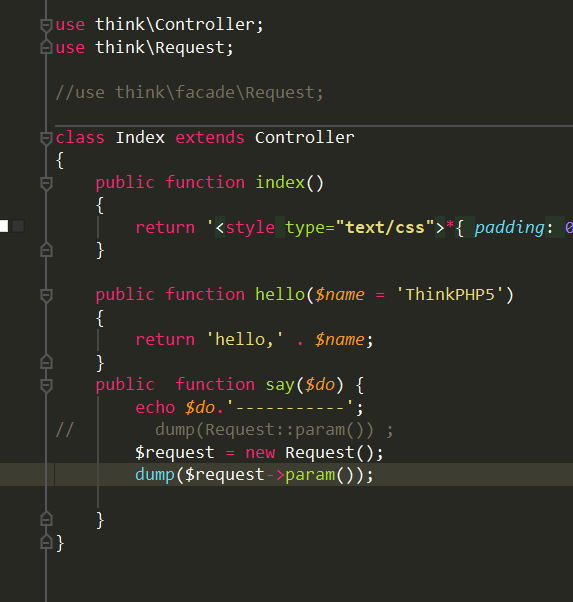 use think\Controller;
use think\Request;
//use think\facade\Request;
class Index extends Controller
{
    public function index()
    {
        return '<style type="text/css">*{ padding: 0
    }
    public function hello($name = 'ThinkPHP5')
    {
        return 'hello,' . $name;
    }
    public  function say($do) {
        echo $do.'-----------';
//        dump(Request::param()) ;
        $request = new Request();
        dump($request->param());
    }
}